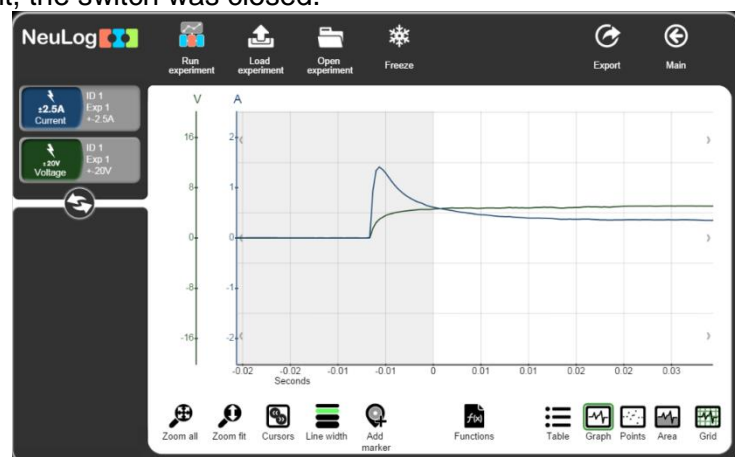 the switch was closed.
NeuLog
Run experiment
Load experiment
Open experiment
Freeze
Export
Main
±2.5A
Current
ID 1
Exp 1
+-2.5A
±20V
Voltage
ID 1
Exp 1
+-20V
V A
16 2
8 1
0 0
-8 -1
-16 -2
-0.02 -0.02 -0.01 -0.01 0 0.01 0.01 0.02 0.02 0.03
Seconds
Zoom all
Zoom fit
Cursors
Line width
Add marker
f(x)
Functions
Table
Graph
Points
Area
Grid